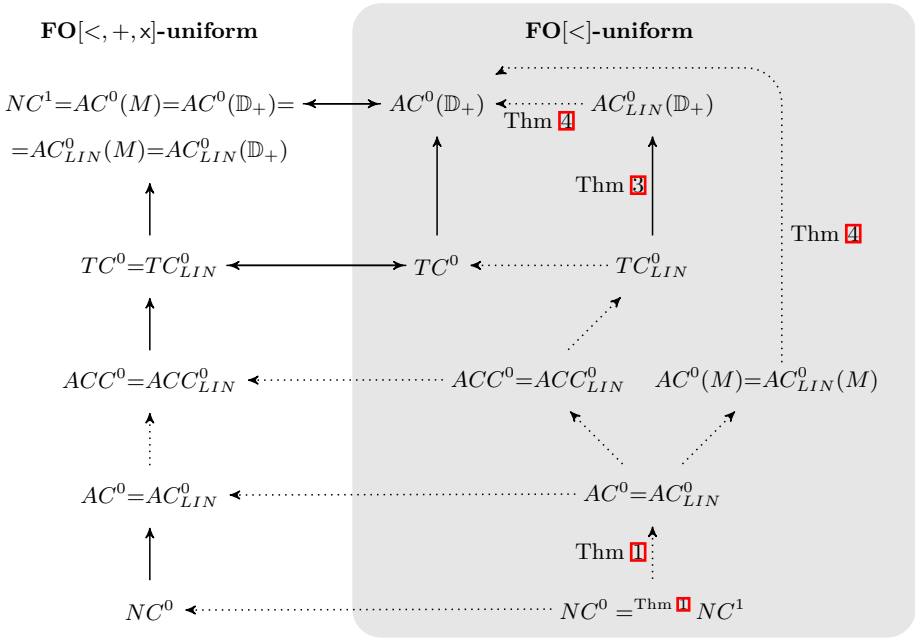 FO[<, +, x]-uniform
FO[<]-uniform
NC¹=AC⁰(M)=AC⁰(𝔻₊)=
=AC⁰_LIN(M)=AC⁰_LIN(𝔻₊)
AC⁰(𝔻₊)
AC⁰_LIN(𝔻₊)
Thm 4
Thm 3
Thm 4
TC⁰=TC⁰_LIN
TC⁰
TC⁰_LIN
ACC⁰=ACC⁰_LIN
ACC⁰=ACC⁰_LIN
AC⁰(M)=AC⁰_LIN(M)
AC⁰=AC⁰_LIN
AC⁰=AC⁰_LIN
Thm 1
NC⁰
NC⁰ =^Thm 1 NC¹